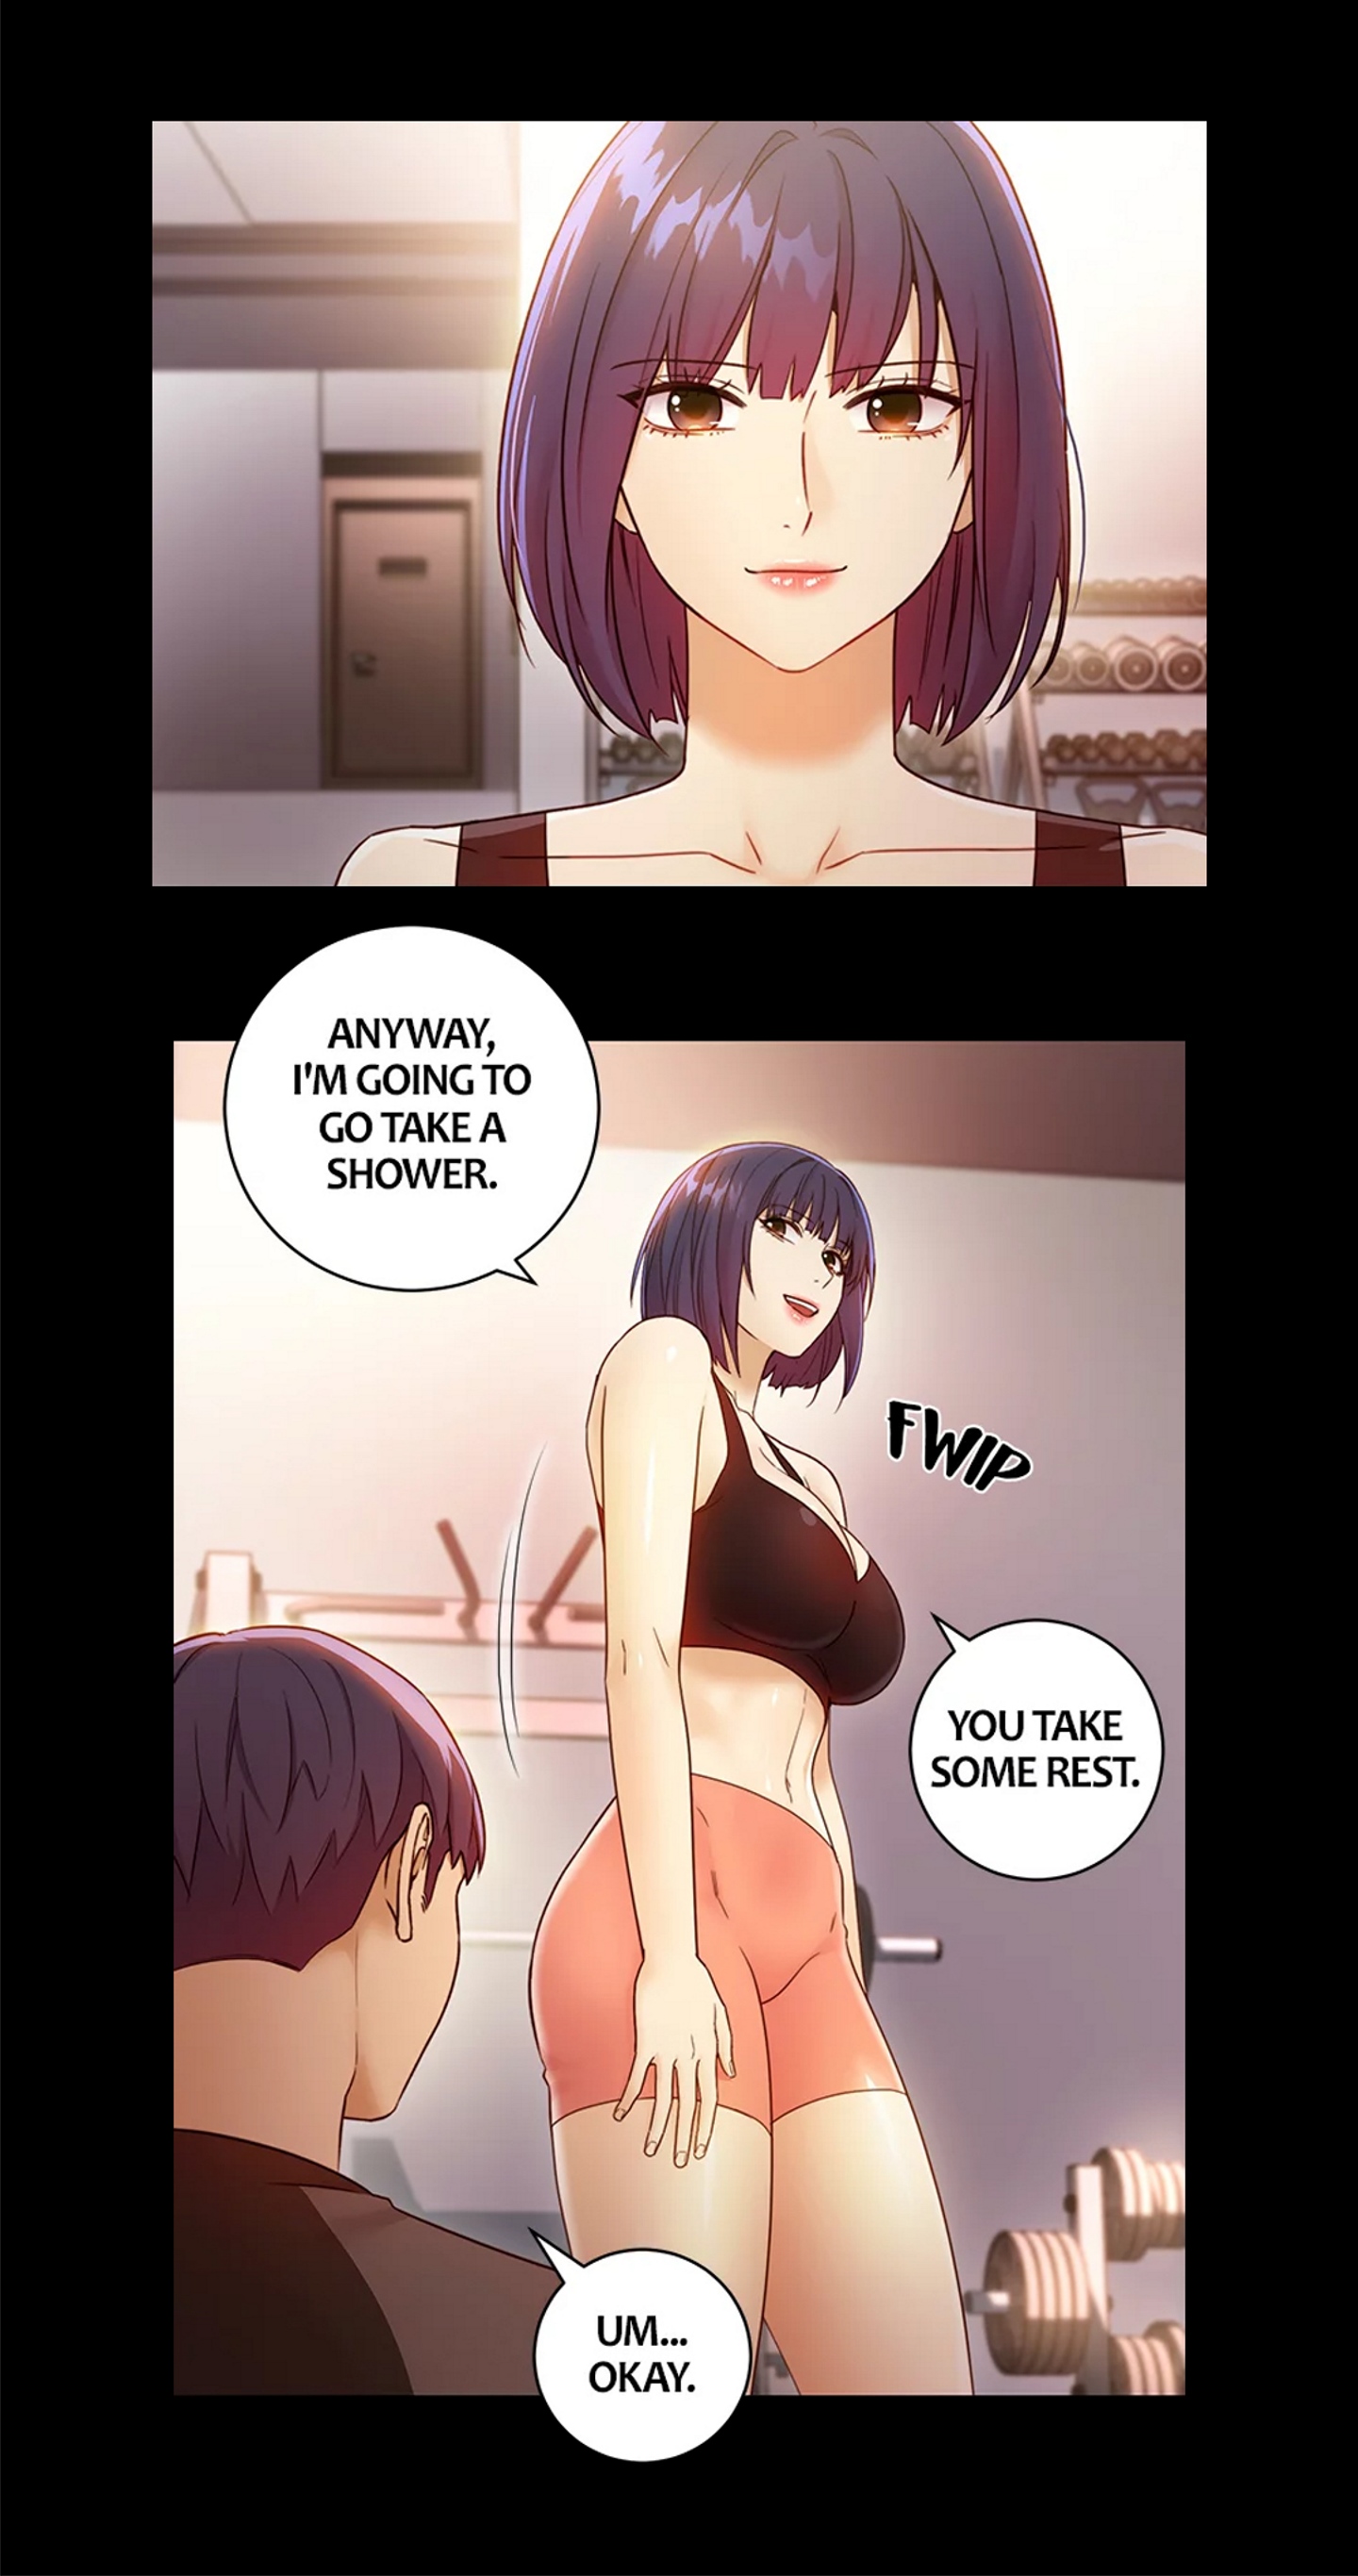 ANYWAY,
I'M GOING TO
GO TAKE A
SHOWER.
FWIP
YOU TAKE
SOME REST.
UM...
OKAY.